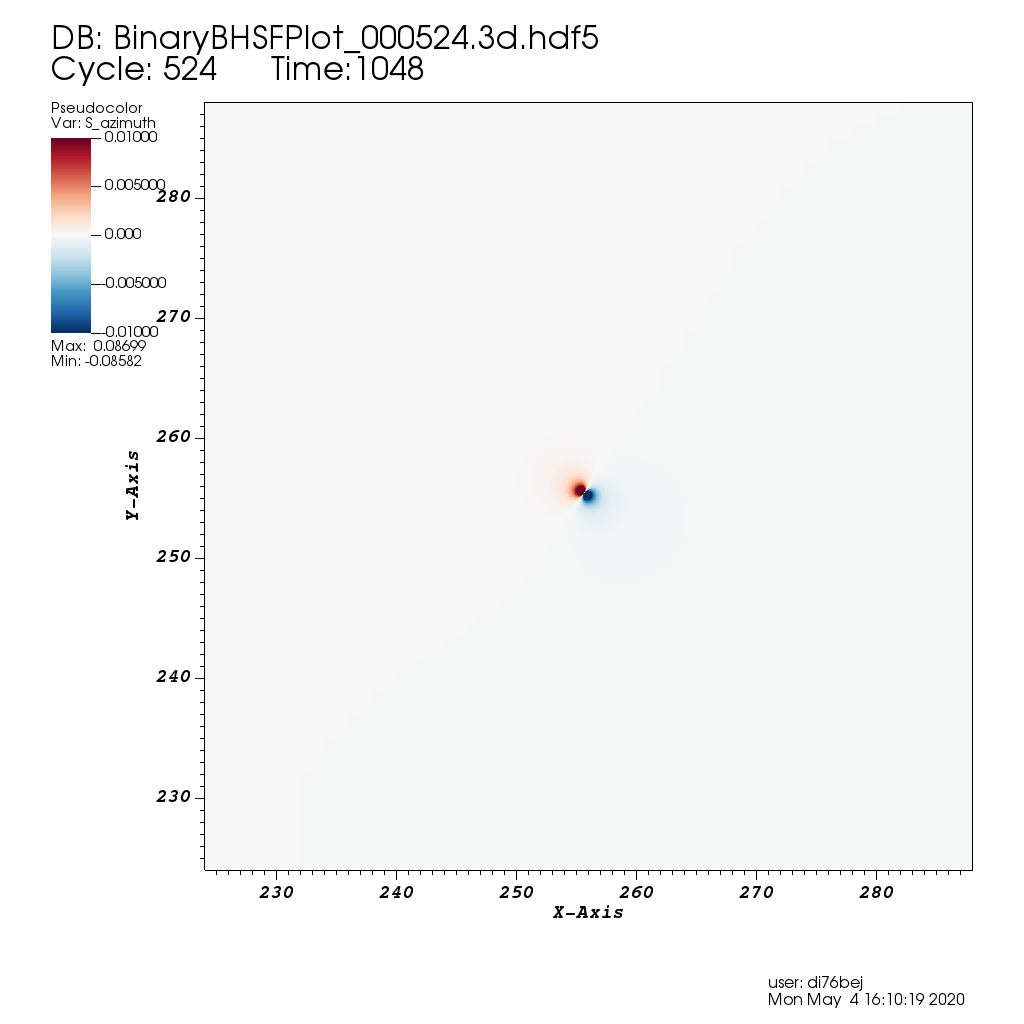 DB: BinaryBHSFPlot_000524.3d.hdf5
Cycle: 524 Time:1048
Pseudocolor
Var: S_azimuth
0.01000
0.005000
0.000
-0.005000
-0.01000
Max: 0.08699
Min: -0.08582
280
270
260
250
240
230
Y-Axis
230 240 250 260 270 280
X-Axis
user: di76bej
Mon May 4 16:10:19 2020